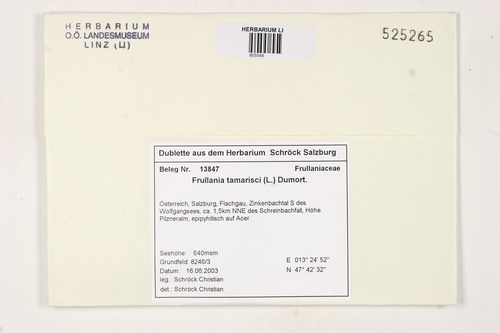 HERBARIUM
O.Ö. LANDESMUSEUM
LINZ (LI)
HERBARIUM LI
525265
Dublette aus dem Herbarium Schröck Salzburg
Beleg Nr. 13847 Frullaniaceae
Frullania tamarisci (L.) Dumort.
Österreich, Salzburg, Flachgau, Zinkenbachtal S des
Wolfgangsees, ca. 1,5km NNE des Schreinbachfall, Höhe
Pilzneralm, epipyhitisch auf Acer.
Seehöhe: 640msm
Grundfeld: 8246/3 E 013° 24' 52"
Datum: 16.06.2003 N 47° 42' 32"
leg.: Schröck Christian
det.: Schröck Christian